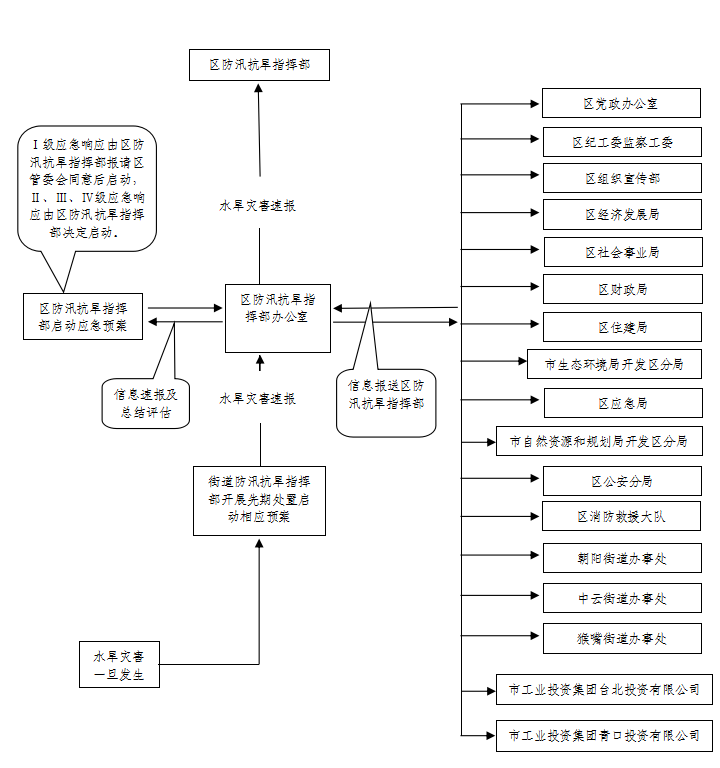 区防汛抗旱指挥部
Ⅰ级应急响应由区防
汛抗旱指挥部报请区
管委会同意后启动，
Ⅱ、Ⅲ、Ⅳ级应急响
应由区防汛抗旱指挥
部决定启动。
水旱灾害速报
区防汛抗旱指挥
部启动应急预案
区防汛抗旱指
挥部办公室
信息速报及
总结评估
水旱灾害速报
信息报送区防
汛抗旱指挥部
街道防汛抗旱指挥
部开展先期处置启
动相应预案
水旱灾害
一旦发生
区党政办公室
区纪工委监察工委
区组织宣传部
区经济发展局
区社会事业局
区财政局
区住建局
市生态环境局开发区分局
区应急局
市自然资源和规划局开发区分局
区公安分局
区消防救援大队
朝阳街道办事处
中云街道办事处
猴嘴街道办事处
市工业投资集团台北投资有限公司
市工业投资集团青口投资有限公司